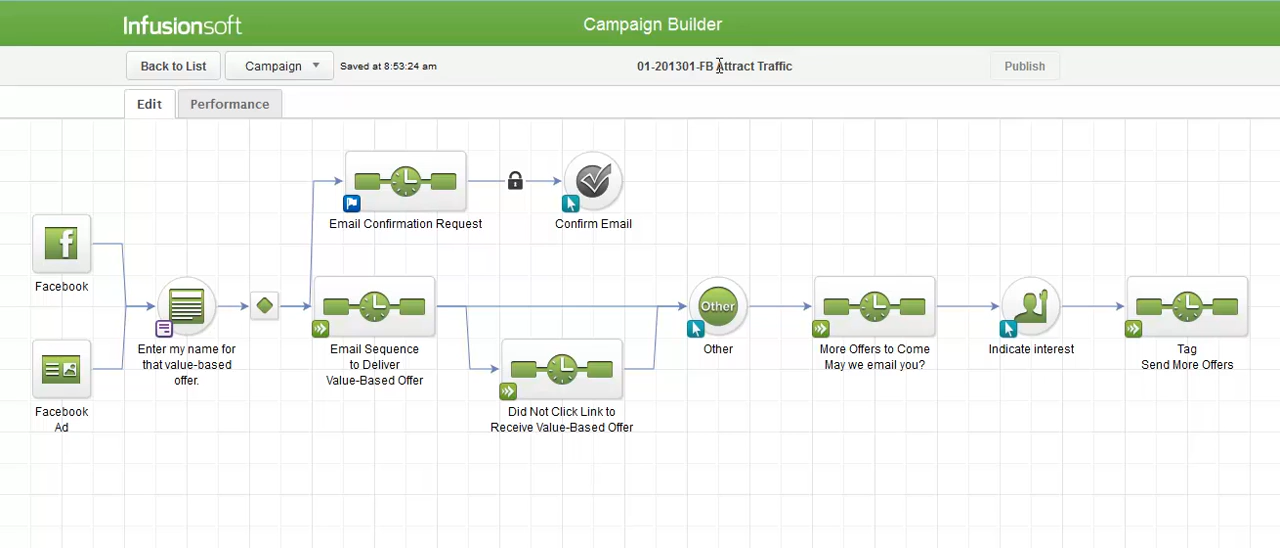 Infusionsoft
Campaign Builder
Back to List
Campaign
Saved at 8:53:24 am
01-201301-FB Attract Traffic
Publish
Edit
Performance
Email Confirmation Request
Confirm Email
Facebook
Enter my name for
that value-based
offer.
Email Sequence
to Deliver
Value-Based Offer
Other
Other
More Offers to Come
May we email you?
Indicate interest
Tag
Send More Offers
Facebook
Ad
Did Not Click Link to
Receive Value-Based Offer